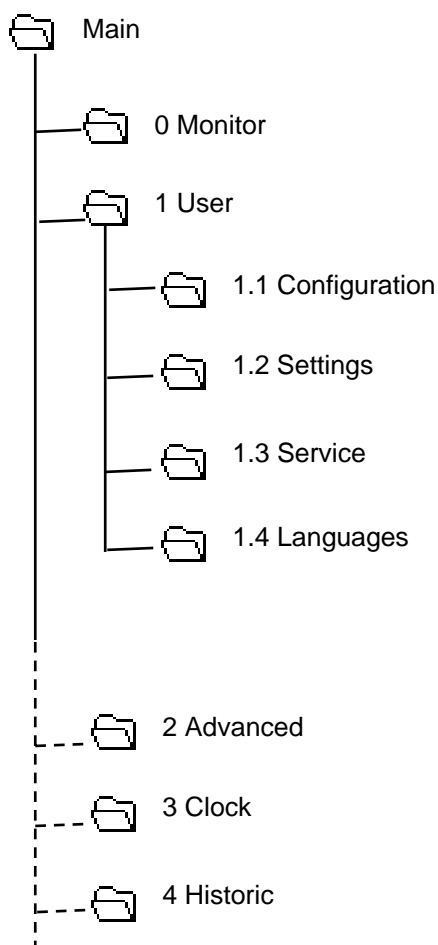 Main
0 Monitor
1 User
1.1 Configuration
1.2 Settings
1.3 Service
1.4 Languages
2 Advanced
3 Clock
4 Historic